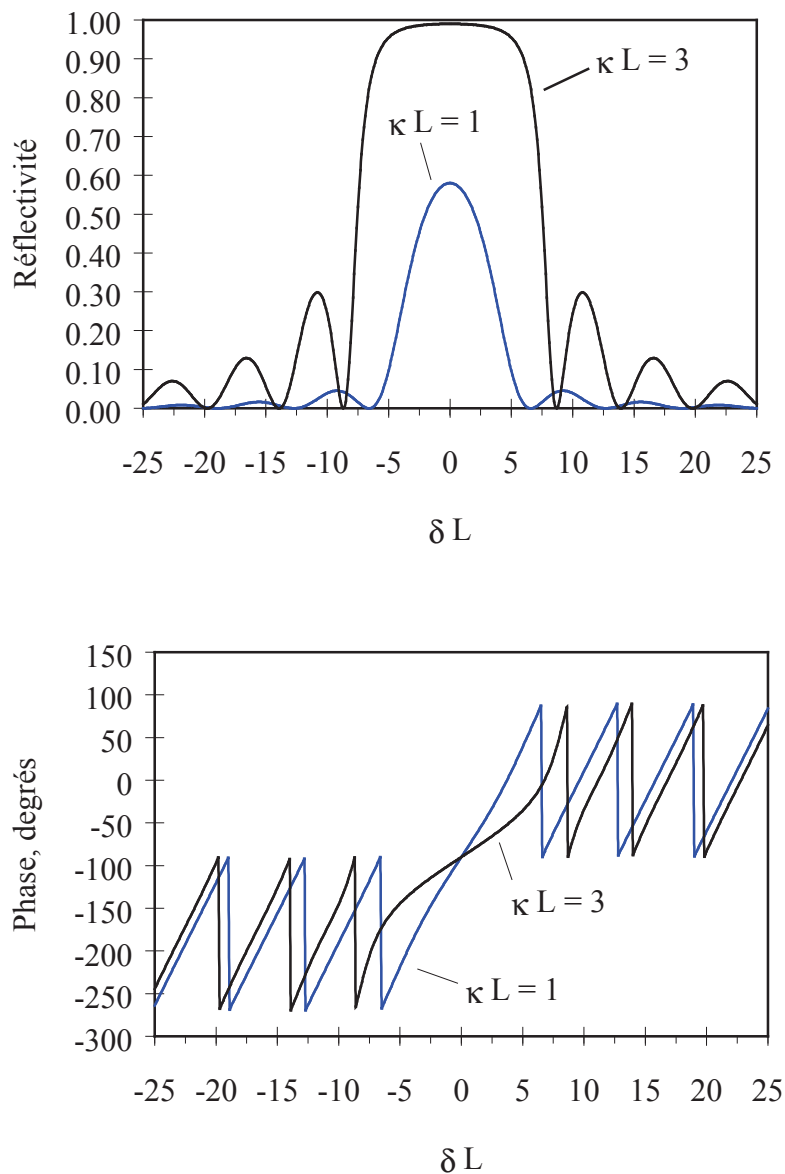 1.00
0.90
0.80
0.70
0.60
0.50
0.40
0.30
0.20
0.10
0.00
Réflectivité
κ L = 3
κ L = 1
-25 -20 -15 -10 -5 0 5 10 15 20 25
δ L
150
100
50
0
-50
-100
-150
-200
-250
-300
Phase, degrés
κ L = 3
κ L = 1
-25 -20 -15 -10 -5 0 5 10 15 20 25
δ L